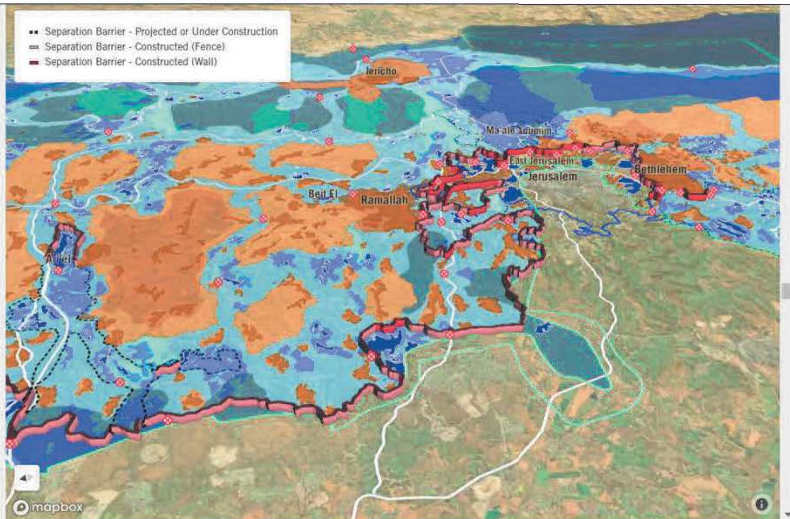 Separation Barrier - Projected or Under Construction
Separation Barrier - Constructed (Fence)
Separation Barrier - Constructed (Wall)
Jericho
Ma'ale Adumim
East Jerusalem
Bethlehem
Jerusalem
Beit El
Ramallah
Ariel
mapbox